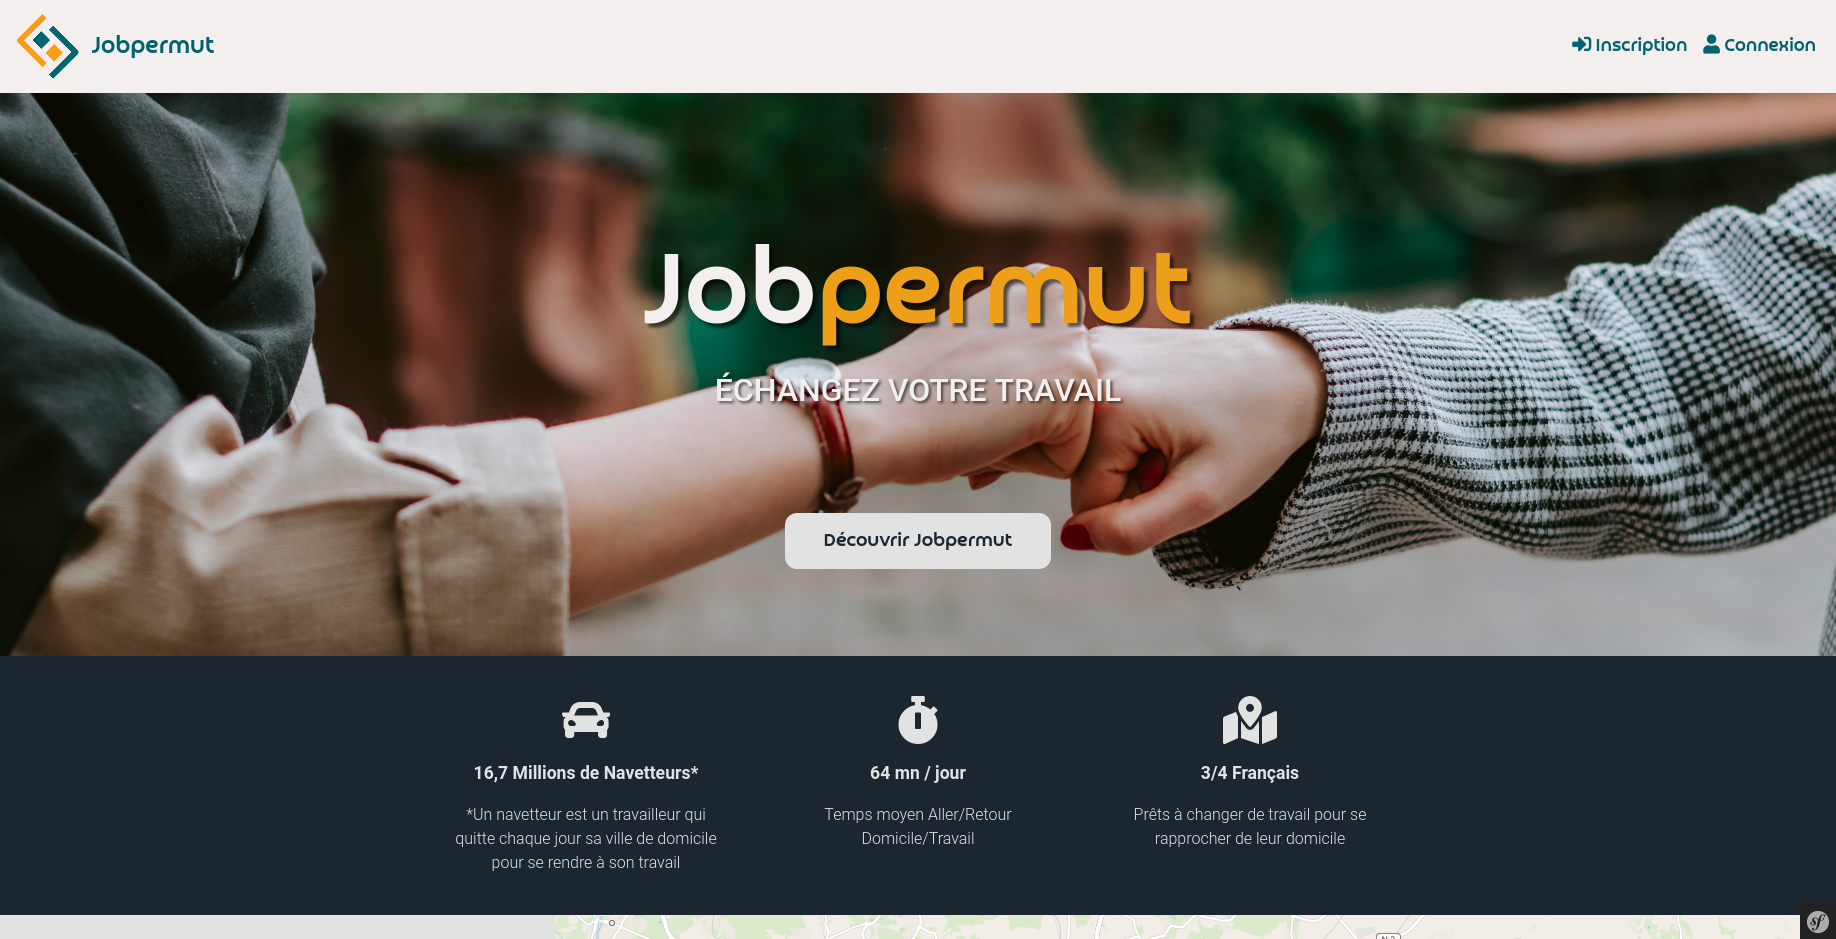 Jobpermut
Inscription
Connexion
Jobpermut
ÉCHANGEZ VOTRE TRAVAIL
Découvrir Jobpermut
16,7 Millions de Navetteurs*
*Un navetteur est un travailleur qui
quitte chaque jour sa ville de domicile
pour se rendre à son travail
64 mn / jour
Temps moyen Aller/Retour
Domicile/Travail
3/4 Français
Prêts à changer de travail pour se
rapprocher de leur domicile
sf